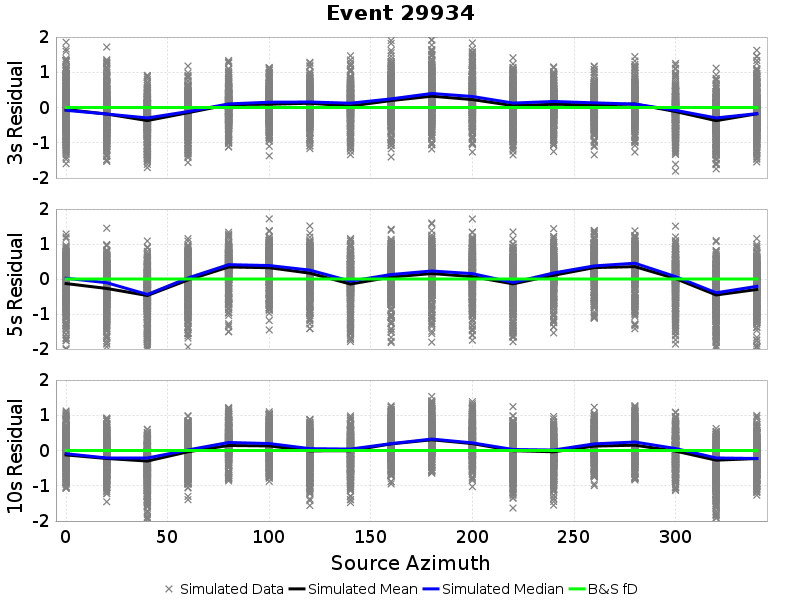 Event 29934
3s Residual
2
1
0
-1
-2
5s Residual
2
1
0
-1
-2
10s Residual
2
1
0
-1
-2
0 50 100 150 200 250 300
Source Azimuth
Simulated Data Simulated Mean Simulated Median B&S fD